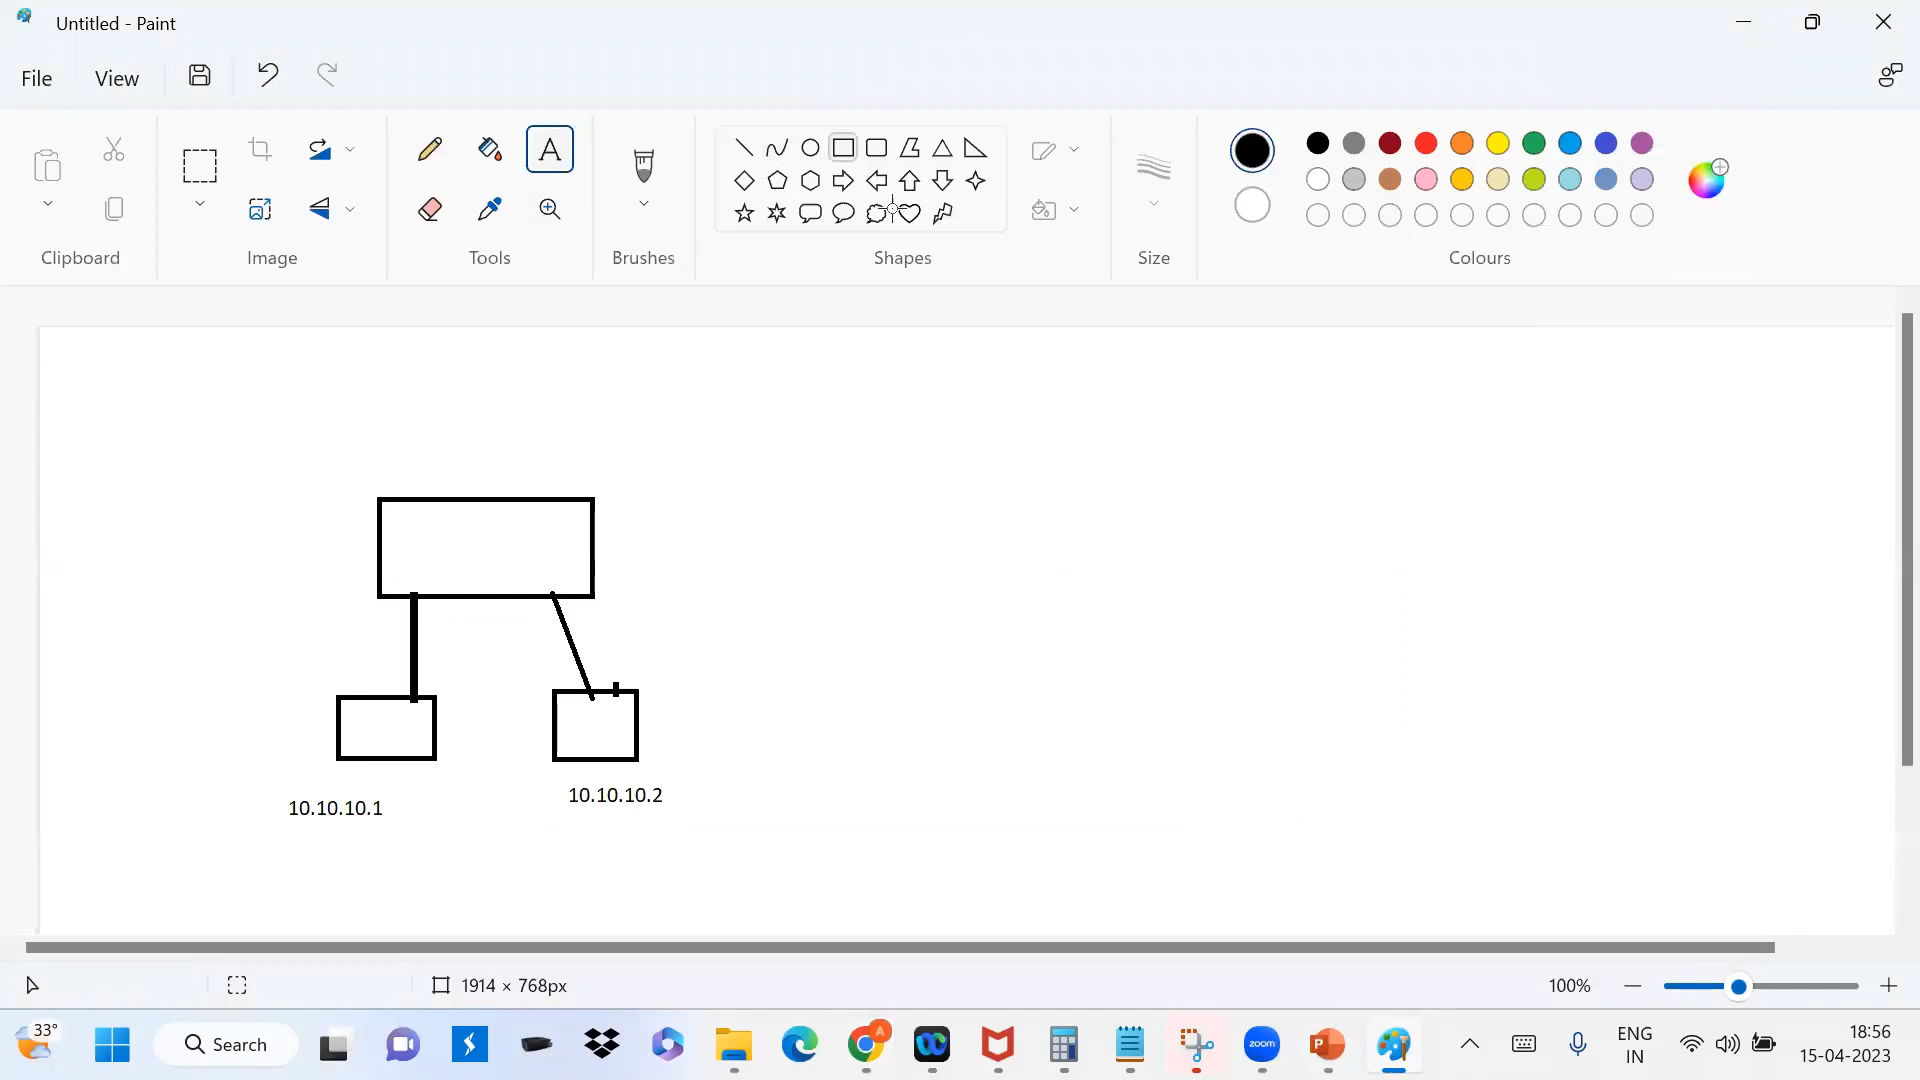 Untitled - Paint
File View
Clipboard
Image
Tools
Brushes
Shapes
Size
Colours
A
10.10.10.1
10.10.10.2
1914 × 768px
100%
33°
Search
A
zoom
P
ENG
IN
18:56
15-04-2023